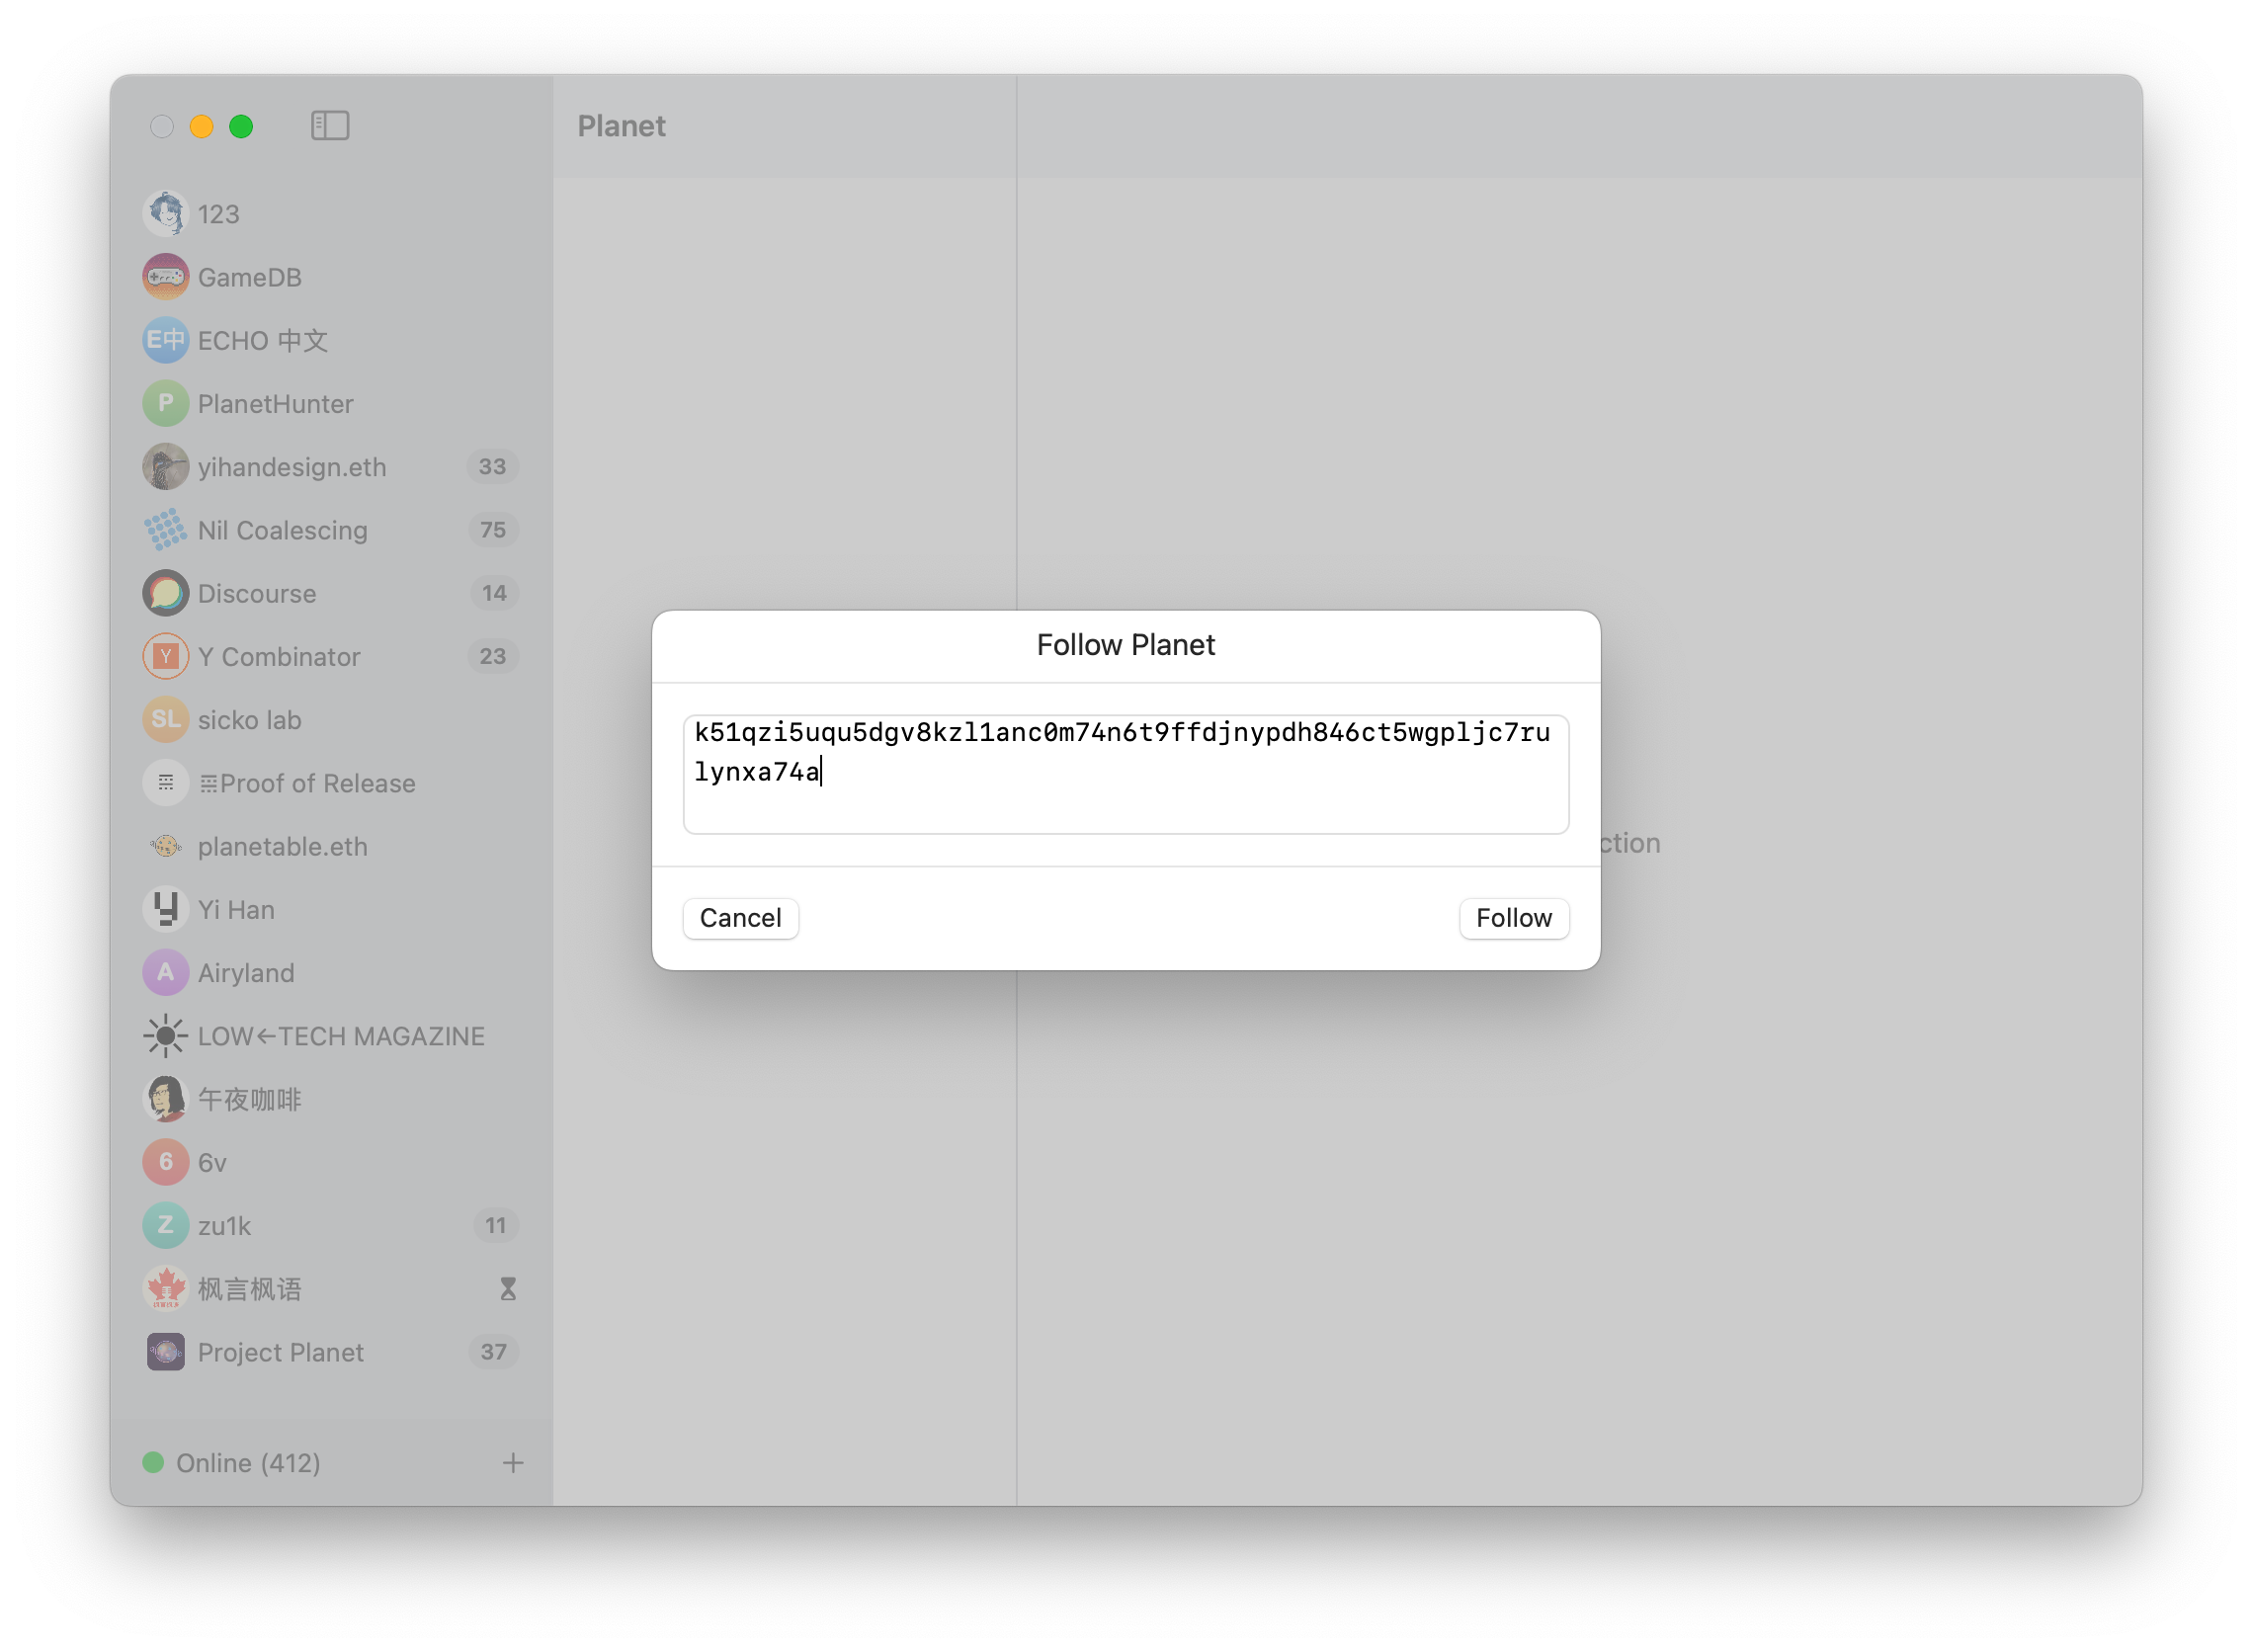 Planet
123
GameDB
E中 ECHO 中文
P PlanetHunter
yihandesign.eth 33
Nil Coalescing 75
Discourse 14
Y Y Combinator 23
SL sicko lab
𝌓Proof of Release
planetable.eth
Yi Han
A Airyland
LOW←TECH MAGAZINE
午夜咖啡
6 6v
Z zu1k 11
枫言枫语
Project Planet 37
Online (412) +
Follow Planet
k51qzi5uqu5dgv8kzl1anc0m74n6t9ffdjnypdh846ct5wgpljc7ru
lynxa74a
ction
Cancel Follow